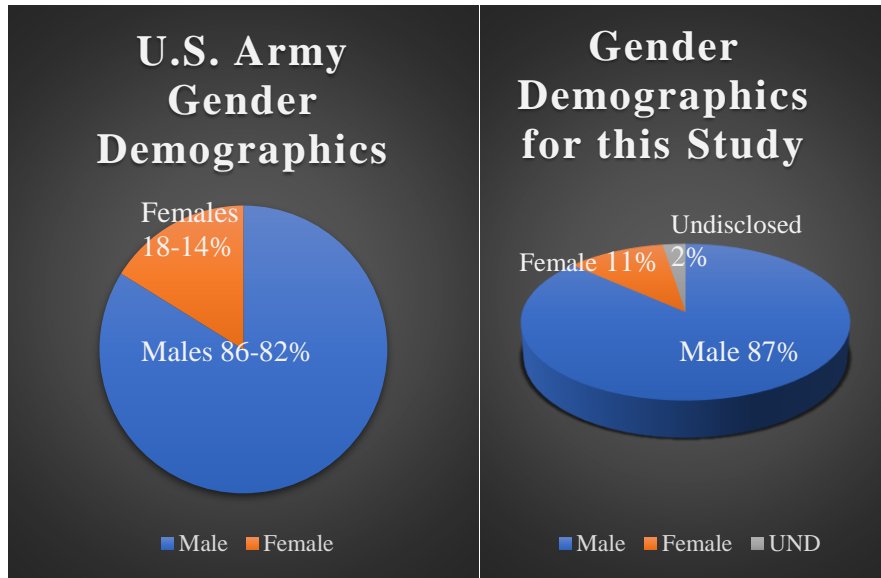 U.S. Army
Gender
Demographics
Females
18-14%
Males 86-82%
Male Female
Gender
Demographics
for this Study
Undisclosed
2%
Female 11%
Male 87%
Male Female UND